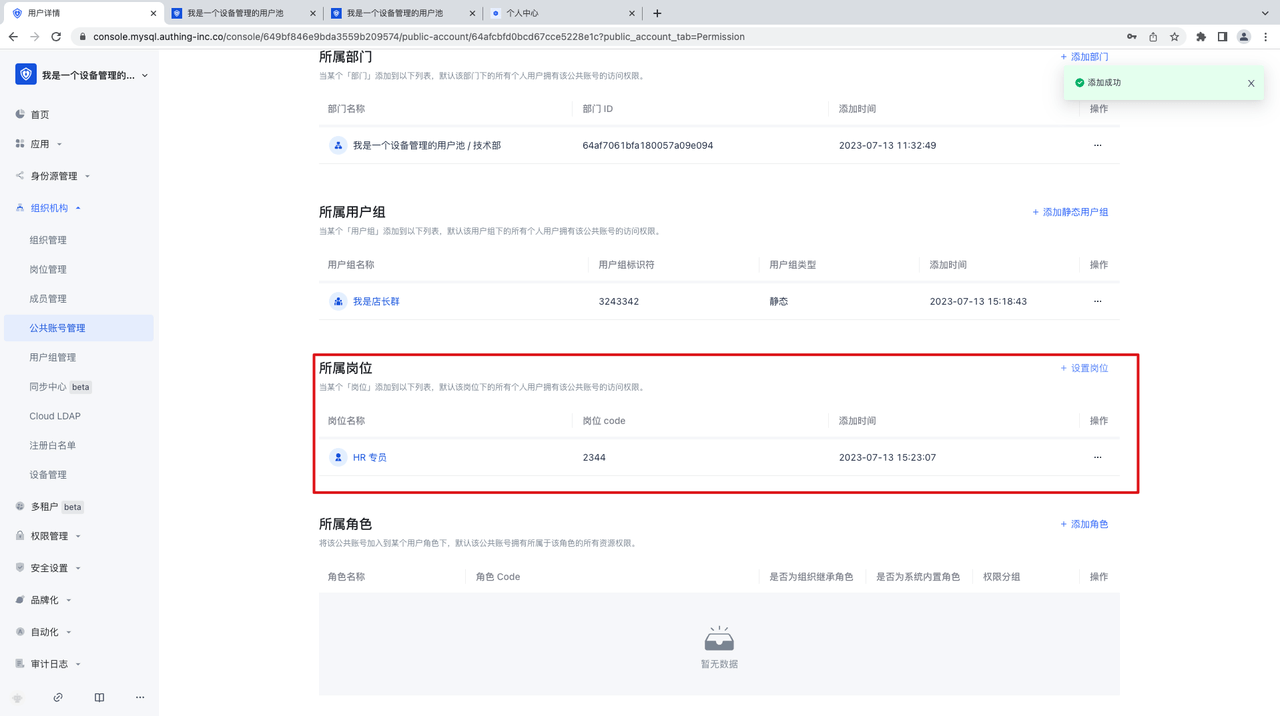 用户详情
我是一个设备管理的用户池
我是一个设备管理的用户池
个人中心
console.mysql.authing-inc.co/console/649bf846e9bda3559b209574/public-account/64afcbfd0bcd67cce5228e1c?public_account_tab=Permission
我是一个设备管理的...
首页
应用
身份源管理
组织机构
组织管理
岗位管理
成员管理
公共账号管理
用户组管理
同步中心 beta
Cloud LDAP
注册白名单
设备管理
多租户 beta
权限管理
安全设置
品牌化
自动化
审计日志
添加成功
所属部门
+ 添加部门
当某个「部门」添加到以下列表，默认该部门下的所有个人用户拥有该公共账号的访问权限。
部门名称 部门 ID 添加时间 操作
我是一个设备管理的用户池 / 技术部 64af7061bfa180057a09e094 2023-07-13 11:32:49 ...
所属用户组
+ 添加静态用户组
当某个「用户组」添加到以下列表，默认该用户组下的所有个人用户拥有该公共账号的访问权限。
用户组名称 用户组标识符 用户组类型 添加时间 操作
我是店长群 3243342 静态 2023-07-13 15:18:43 ...
所属岗位
+ 设置岗位
当某个「岗位」添加到以下列表，默认该岗位下的所有个人用户拥有该公共账号的访问权限。
岗位名称 岗位 code 添加时间 操作
HR 专员 2344 2023-07-13 15:23:07 ...
所属角色
+ 添加角色
将该公共账号加入到某个用户角色下，默认该公共账号拥有所属于该角色的所有资源权限。
角色名称 角色 Code 是否为组织继承角色 是否为系统内置角色 权限分组 操作
暂无数据